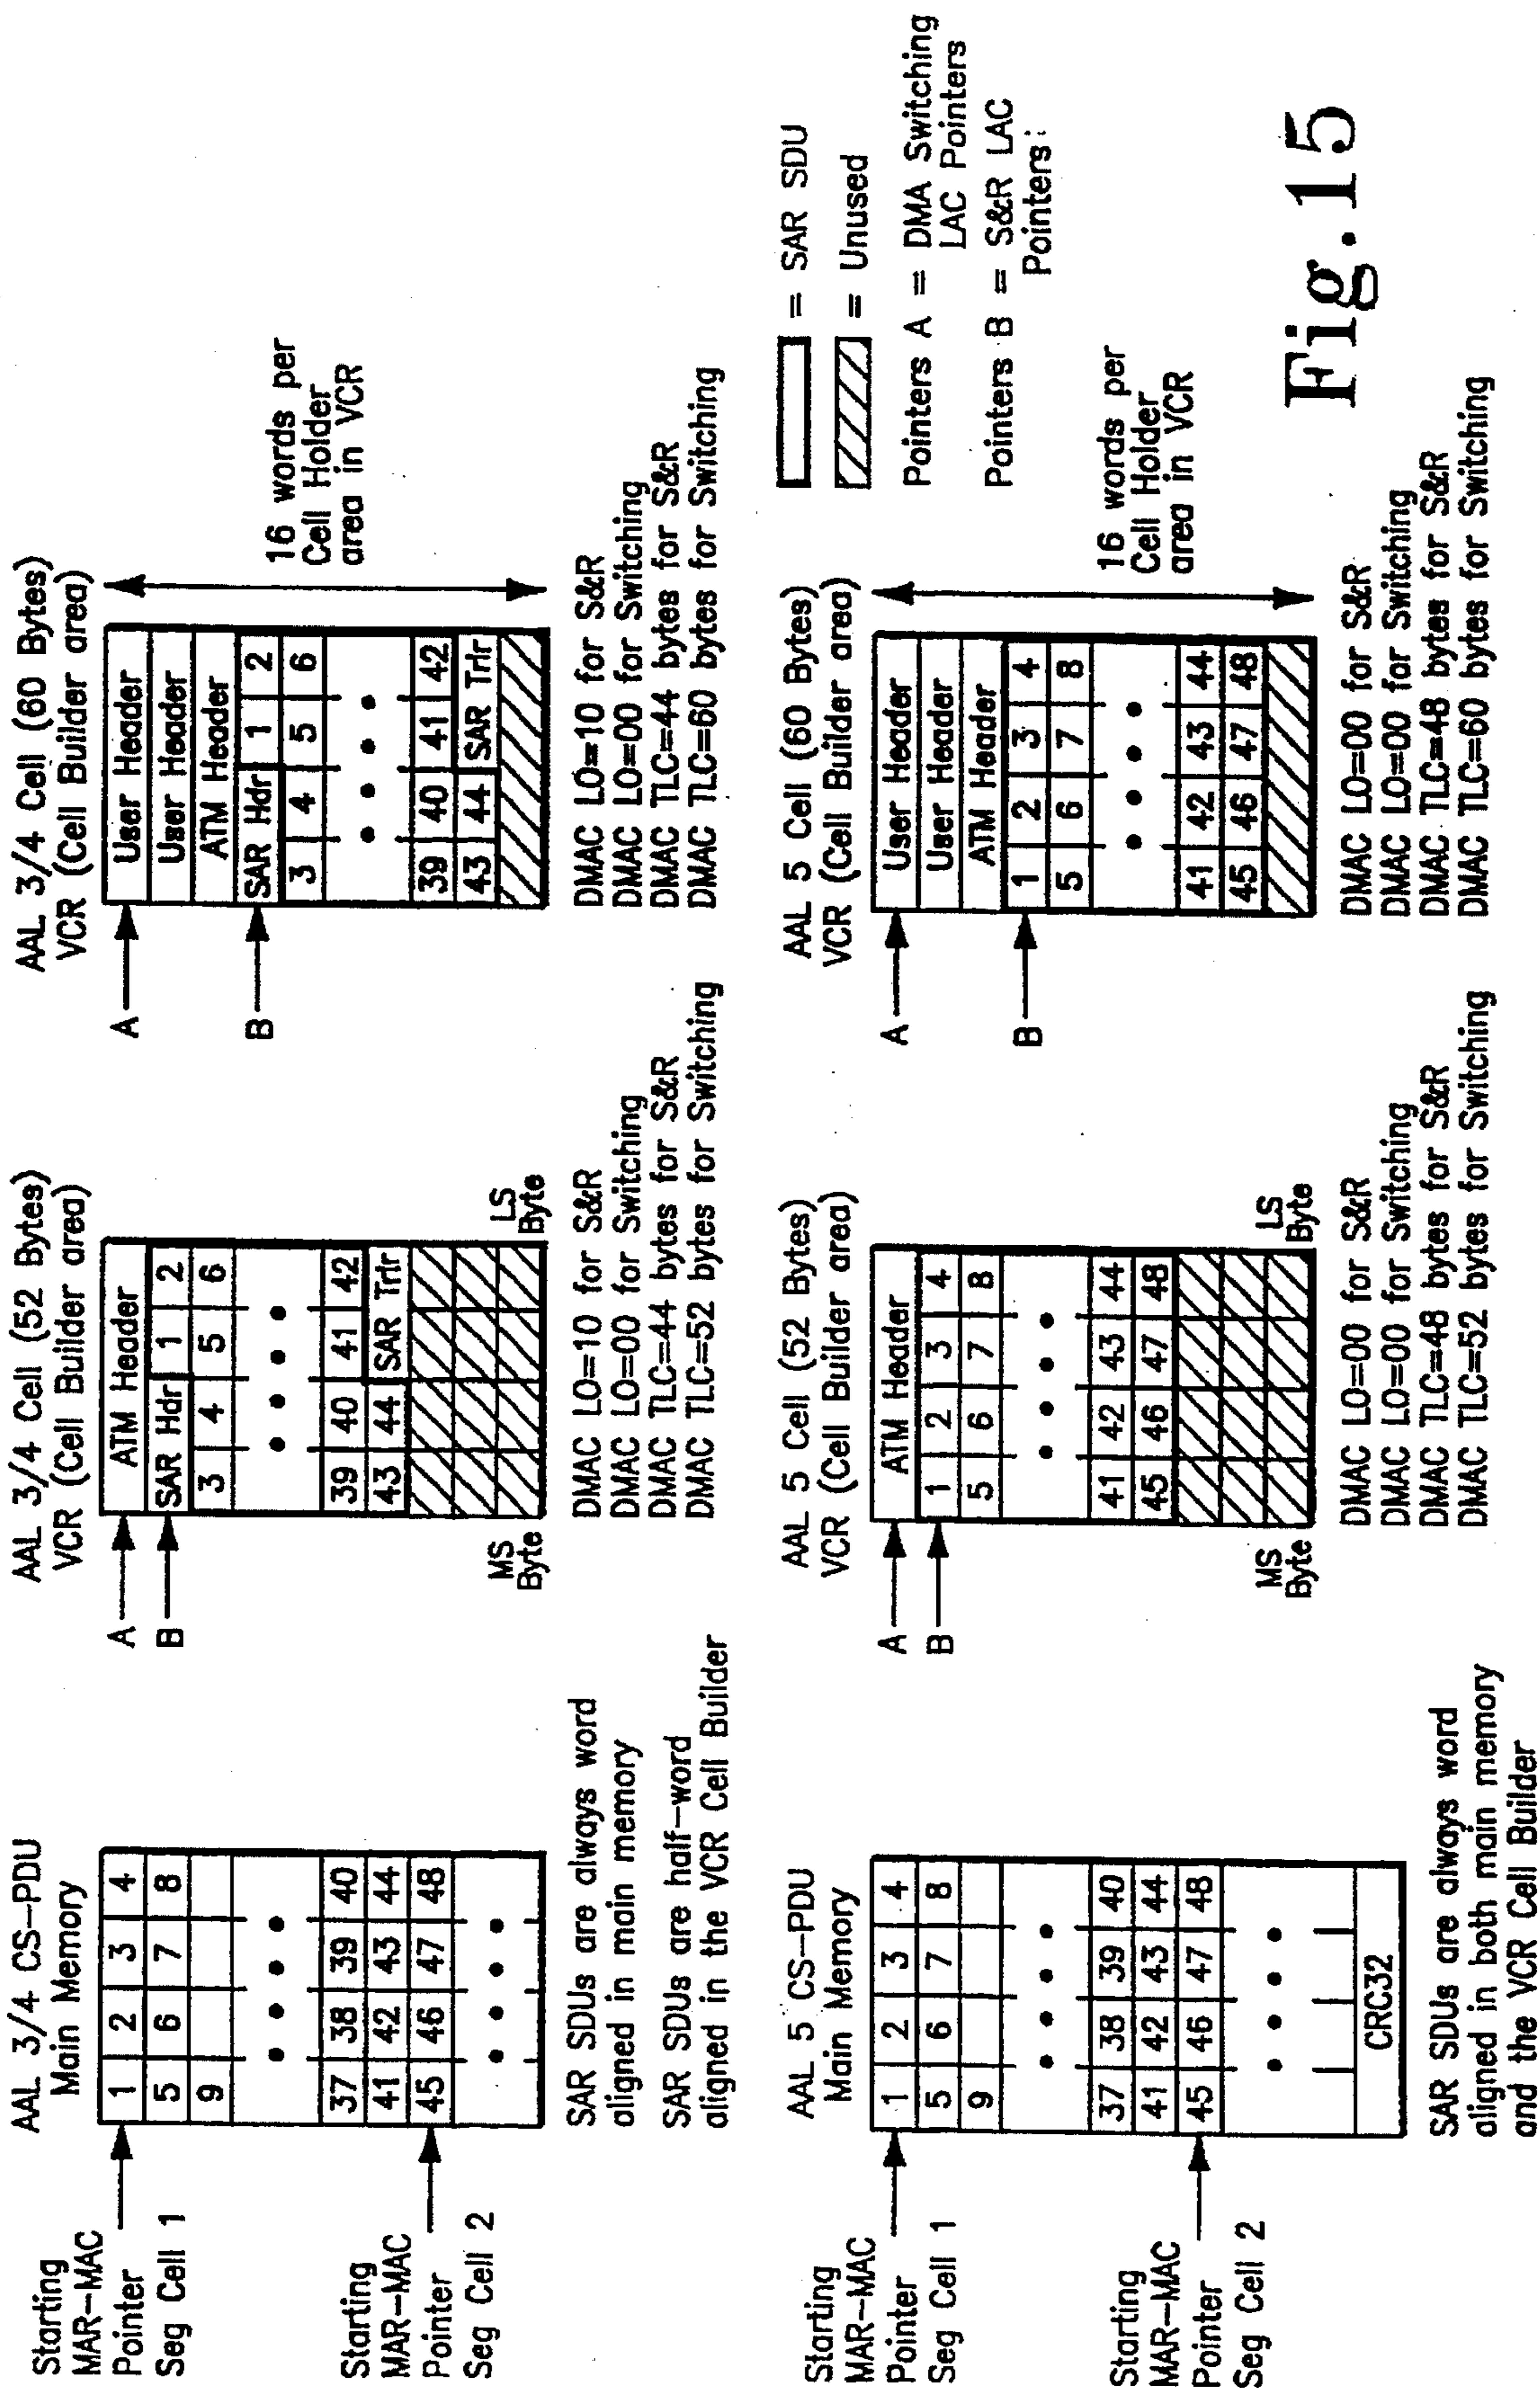 AAL 3/4 CS-PDU
Main Memory
Starting
MAR-MAC
Pointer
Seg Cell 1
1 2 3 4
5 6 7 8
9
37 38 39 40
41 42 43 44
45 46 47 48
Starting
MAR-MAC
Pointer
Seg Cell 2
SAR SDUs are always word
aligned in main memory
SAR SDUs are half-word
aligned in the VCR Cell Builder
AAL 3/4 Cell (52 Bytes)
VCR (Cell Builder area)
A
B
ATM Header
SAR Hdr 1 2
3 4 5 6
39 40 41 42
43 44 SAR Trlr
MS
Byte
LS
Byte
DMAC LO=10 for S&R
DMAC LO=00 for Switching
DMAC TLC=44 bytes for S&R
DMAC TLC=52 bytes for Switching
AAL 3/4 Cell (60 Bytes)
VCR (Cell Builder area)
A
B
User Header
User Header
ATM Header
SAR Hdr 1 2
3 4 5 6
39 40 41 42
43 44 SAR Trlr
16 words per
Cell Holder
area in VCR
DMAC LO=10 for S&R
DMAC LO=00 for Switching
DMAC TLC=44 bytes for S&R
DMAC TLC=60 bytes for Switching
AAL 5 CS-PDU
Main Memory
Starting
MAR-MAC
Pointer
Seg Cell 1
1 2 3 4
5 6 7 8
9
37 38 39 40
41 42 43 44
45 46 47 48
CRC32
Starting
MAR-MAC
Pointer
Seg Cell 2
SAR SDUs are always word
aligned in both main memory
and the VCR Cell Builder
AAL 5 Cell (52 Bytes)
VCR (Cell Builder area)
A
B
ATM Header
1 2 3 4
5 6 7 8
41 42 43 44
45 46 47 48
MS
Byte
LS
Byte
DMAC LO=00 for S&R
DMAC LO=00 for Switching
DMAC TLC=48 bytes for S&R
DMAC TLC=52 bytes for Switching
AAL 5 Cell (60 Bytes)
VCR (Cell Builder area)
A
B
User Header
User Header
ATM Header
1 2 3 4
5 6 7 8
41 42 43 44
45 46 47 48
16 words per
Cell Holder
area in VCR
DMAC LO=00 for S&R
DMAC LO=00 for Switching
DMAC TLC=48 bytes for S&R
DMAC TLC=60 bytes for Switching
= SAR SDU
= Unused
Pointers A = DMA Switching
LAC Pointers
Pointers B = S&R LAC
Pointers:
Fig.15